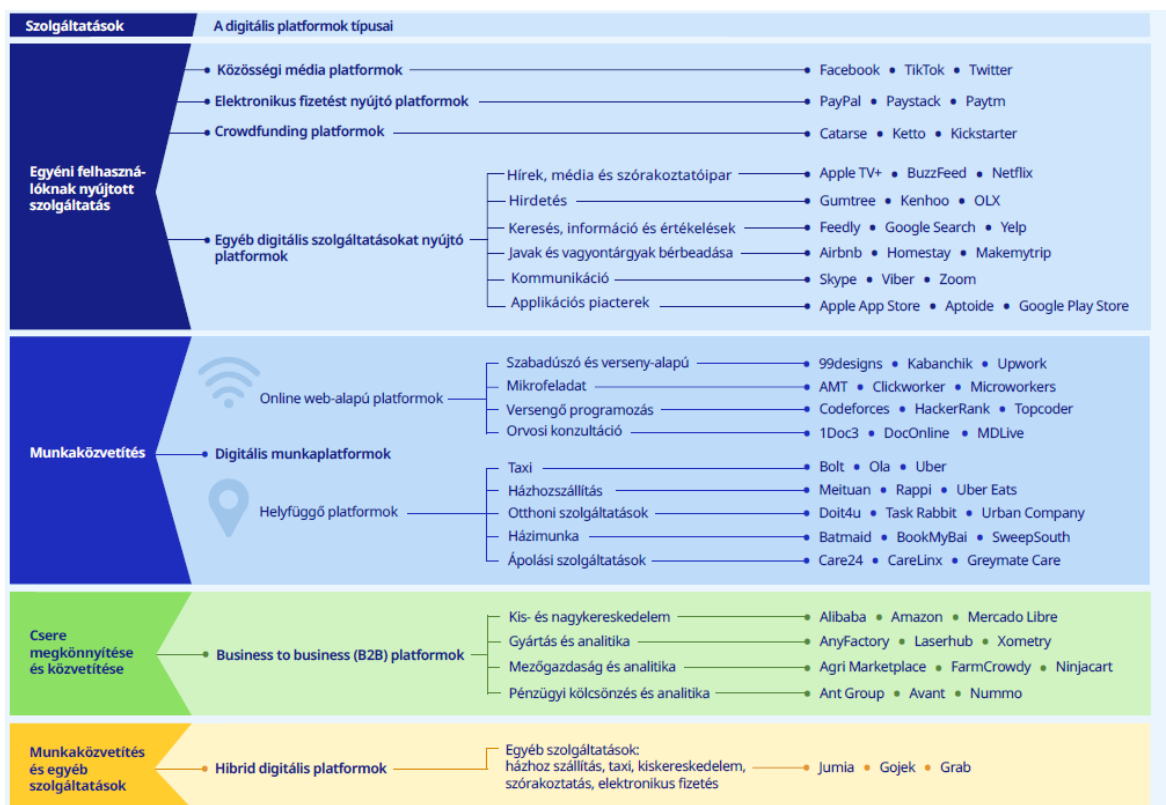 Szolgáltatások
A digitális platformok típusai
Egyéni felhaszná-
lóknak nyújtott
szolgáltatás
Közösségi média platformok
Facebook • TikTok • Twitter
Elektronikus fizetést nyújtó platformok
PayPal • Paystack • Paytm
Crowdfunding platformok
Catarse • Ketto • Kickstarter
Egyéb digitális szolgáltatásokat nyújtó
platformok
Hírek, média és szórakoztatóipar
Apple TV+ • BuzzFeed • Netflix
Hirdetés
Gumtree • Kenhoo • OLX
Keresés, információ és értékelések
Feedly • Google Search • Yelp
Javak és vagyontárgyak bérbeadása
Airbnb • Homestay • Makemytrip
Kommunikáció
Skype • Viber • Zoom
Applikációs piacterek
Apple App Store • Aptoide • Google Play Store
Munkaközvetítés
Digitális munkaplatformok
Online web-alapú platformok
Szabadúszó és verseny-alapú
99designs • Kabanchik • Upwork
Mikrofeladat
AMT • Clickworker • Microworkers
Versengő programozás
Codeforces • HackerRank • Topcoder
Orvosi konzultáció
1Doc3 • DocOnline • MDLive
Helyfüggő platformok
Taxi
Bolt • Ola • Uber
Házhozszállítás
Meituan • Rappi • Uber Eats
Otthoni szolgáltatások
Doit4u • Task Rabbit • Urban Company
Házimunka
Batmaid • BookMyBai • SweepSouth
Ápolási szolgáltatások
Care24 • CareLinx • Greymate Care
Csere
megkönnyítése
és közvetítése
Business to business (B2B) platformok
Kis- és nagykereskedelem
Alibaba • Amazon • Mercado Libre
Gyártás és analitika
AnyFactory • Laserhub • Xometry
Mezőgazdaság és analitika
Agri Marketplace • FarmCrowdy • Ninjacart
Pénzügyi kölcsönzés és analitika
Ant Group • Avant • Nummo
Munkaközvetítés
és egyéb
szolgáltatások
Hibrid digitális platformok
Egyéb szolgáltatások:
házhoz szállítás, taxi, kiskereskedelem,
szórakoztatás, elektronikus fizetés
Jumia • Gojek • Grab